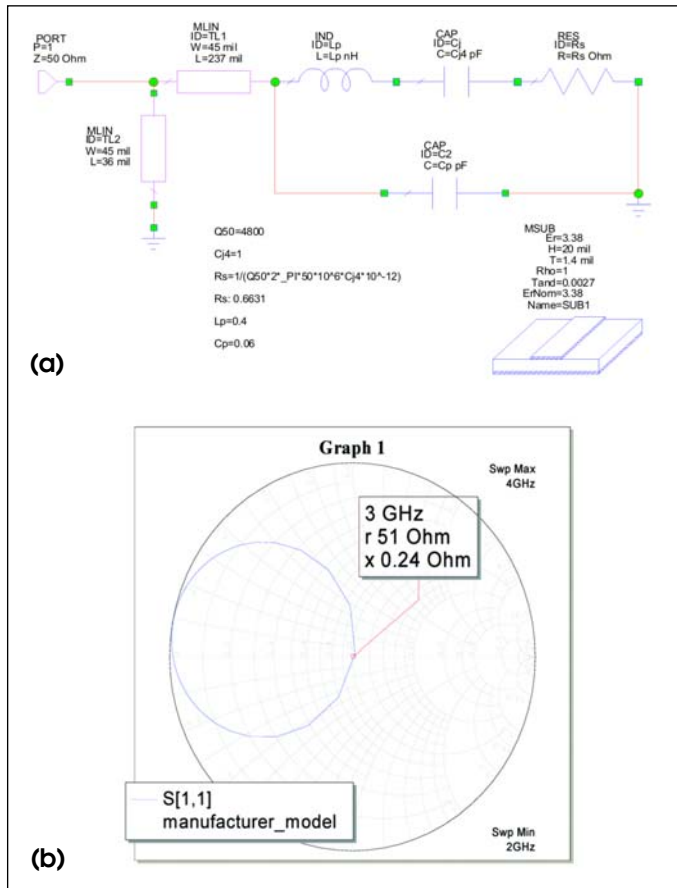 PORT
P=1
Z=50 Ohm
MLIN
ID=TL1
W=45 mil
L=237 mil
IND
ID=Lp
L=Lp nH
CAP
ID=Cj
C=Cj4 pF
RES
ID=Rs
R=Rs Ohm
MLIN
ID=TL2
W=45 mil
L=36 mil
CAP
ID=C2
C=Cp pF
Q50=4800
Cj4=1
Rs=1/(Q50*2*_PI*50*10^6*Cj4*10^-12)
Rs: 0.6631
Lp=0.4
Cp=0.06
MSUB
Er=3.38
H=20 mil
T=1.4 mil
Rho=1
Tand=0.0027
ErNom=3.38
Name=SUB1
(a)
Graph 1
Swp Max
4GHz
3 GHz
r 51 Ohm
x 0.24 Ohm
S[1,1]
manufacturer_model
Swp Min
2GHz
(b)